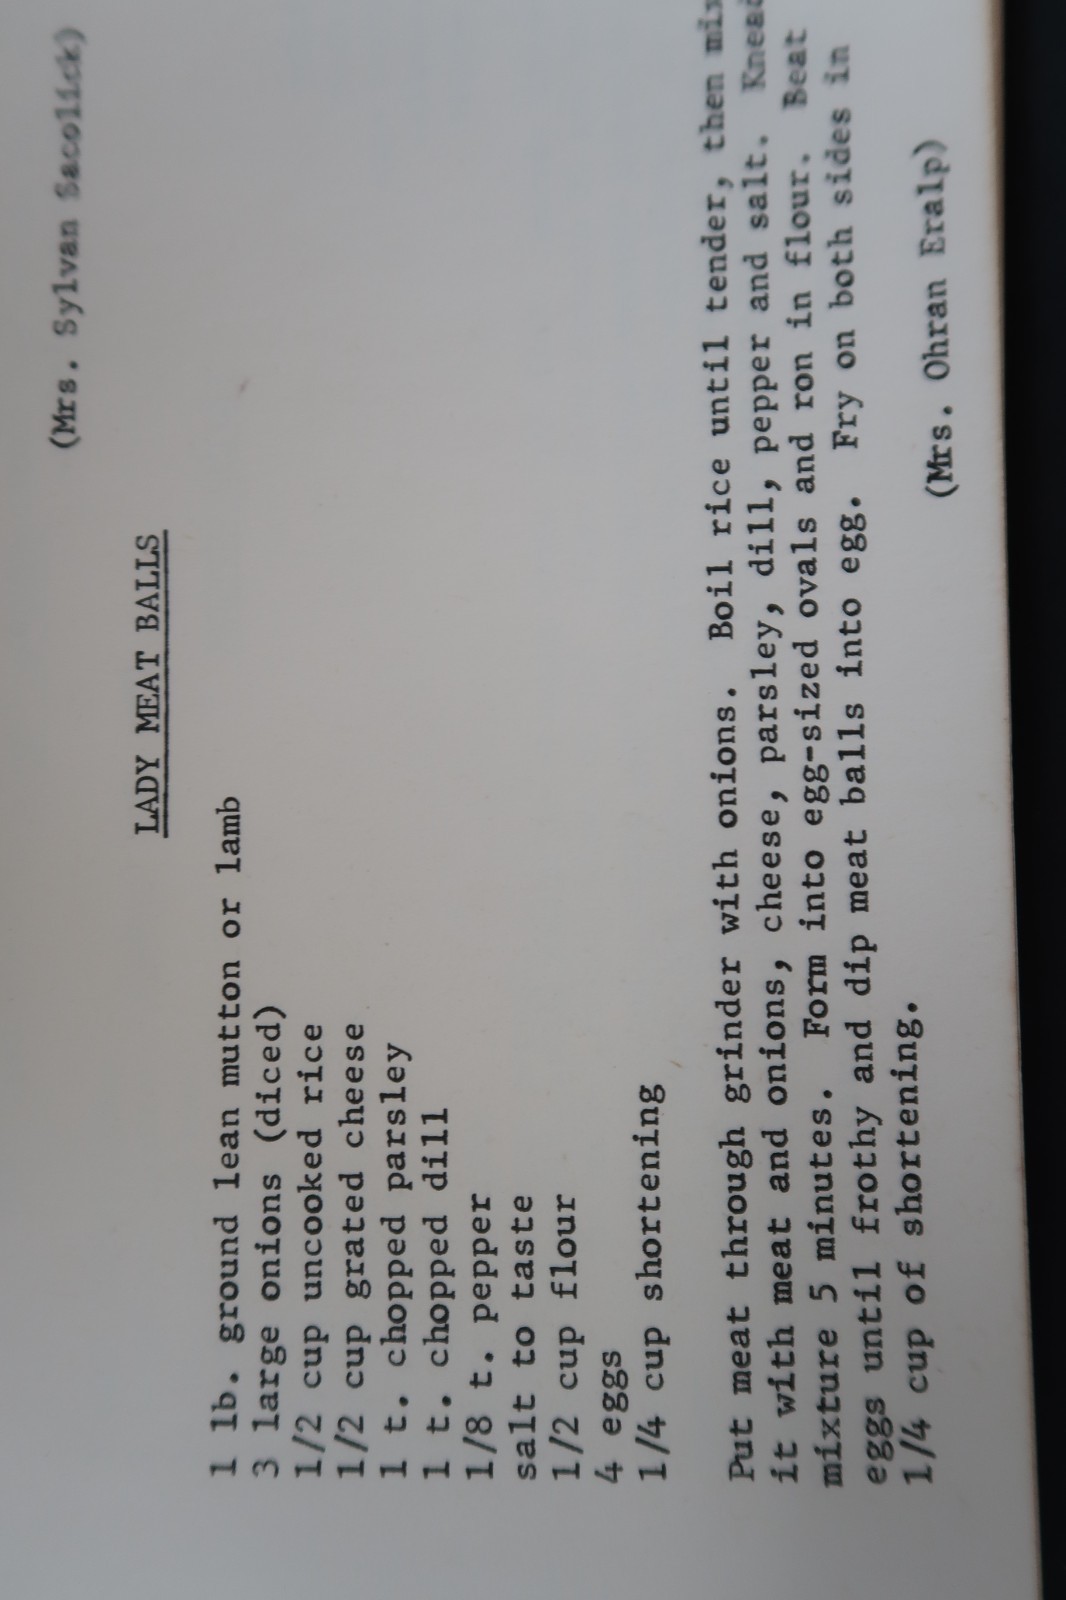 (Mrs. Sylvan Sacolick)
LADY MEAT BALLS
1 lb. ground lean mutton or lamb
3 large onions (diced)
1/2 cup uncooked rice
1/2 cup grated cheese
1 t. chopped parsley
1 t. chopped dill
1/8 t. pepper
salt to taste
1/2 cup flour
4 eggs
1/4 cup shortening
Put meat through grinder with onions. Boil rice until tender, then mix
it with meat and onions, cheese, parsley, dill, pepper and salt. Knead
mixture 5 minutes. Form into egg-sized ovals and ron in flour. Beat
eggs until frothy and dip meat balls into egg. Fry on both sides in
1/4 cup of shortening.
(Mrs. Ohran Eralp)